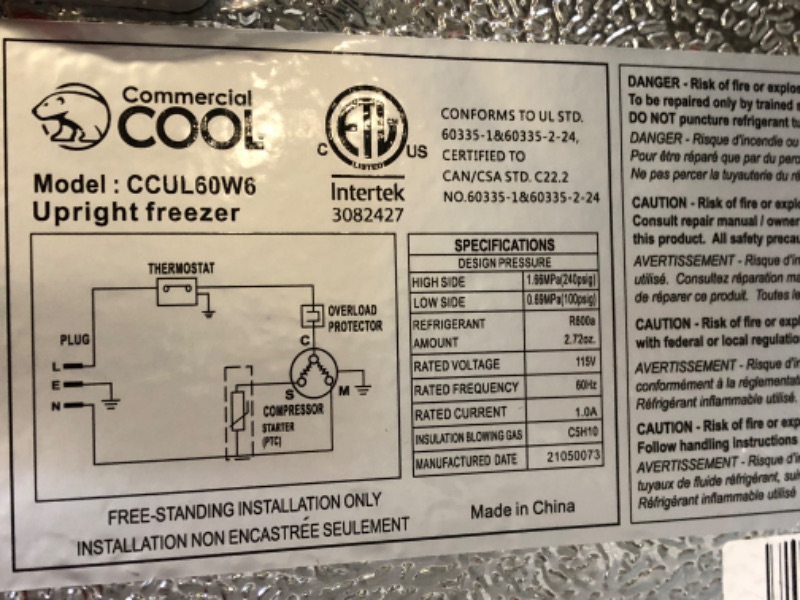 Commercial
COOL
C ETL US
LISTED
Intertek
3082427
CONFORMS TO UL STD.
60335-1&60335-2-24,
CERTIFIED TO
CAN/CSA STD. C22.2
NO.60335-1&60335-2-24
Model : CCUL60W6
Upright freezer
THERMOSTAT
OVERLOAD
PROTECTOR
PLUG
L
E
N
C
S
M
COMPRESSOR
STARTER
(PTC)
SPECIFICATIONS
DESIGN PRESSURE
HIGH SIDE 1.66MPa(240psig)
LOW SIDE 0.69MPa(100psig)
REFRIGERANT R600a
AMOUNT 2.72oz.
RATED VOLTAGE 115V
RATED FREQUENCY 60Hz
RATED CURRENT 1.0A
INSULATION BLOWING GAS C5H10
MANUFACTURED DATE 21050073
FREE-STANDING INSTALLATION ONLY
INSTALLATION NON ENCASTRÉE SEULEMENT
Made in China
DANGER - Risk of fire or explos
To be repaired only by trained
DO NOT puncture refrigerant tu
DANGER - Risque d'incendie ou
Pour être réparé que par du pers
Ne pas percer la tuyauterie du ré
CAUTION - Risk of fire or explo
Consult repair manual / owner
this product. All safety precau
AVERTISSEMENT - Risque d'in
utilisé. Consultez réparation ma
de réparer ce produit. Toutes le
CAUTION - Risk of fire or exp
with federal or local regulatio
AVERTISSEMENT - Risque d'i
conformément à la réglementat
Réfrigérant inflammable utilisé.
CAUTION - Risk of fire or exp
Follow handling instructions
AVERTISSEMENT - Risque d'i
tuyaux de fluide réfrigérant, sui
Réfrigérant inflammable utilisé